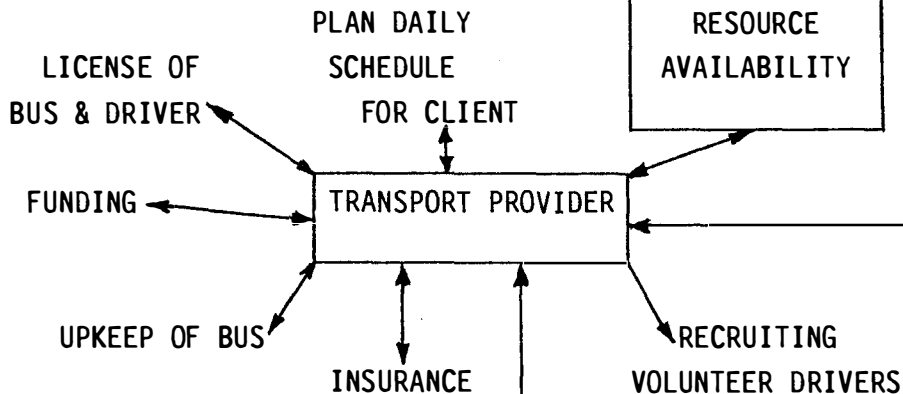 PLAN DAILY
SCHEDULE
FOR CLIENT
RESOURCE
AVAILABILITY
LICENSE OF
BUS & DRIVER
FUNDING
TRANSPORT PROVIDER
UPKEEP OF BUS
INSURANCE
RECRUITING
VOLUNTEER DRIVERS